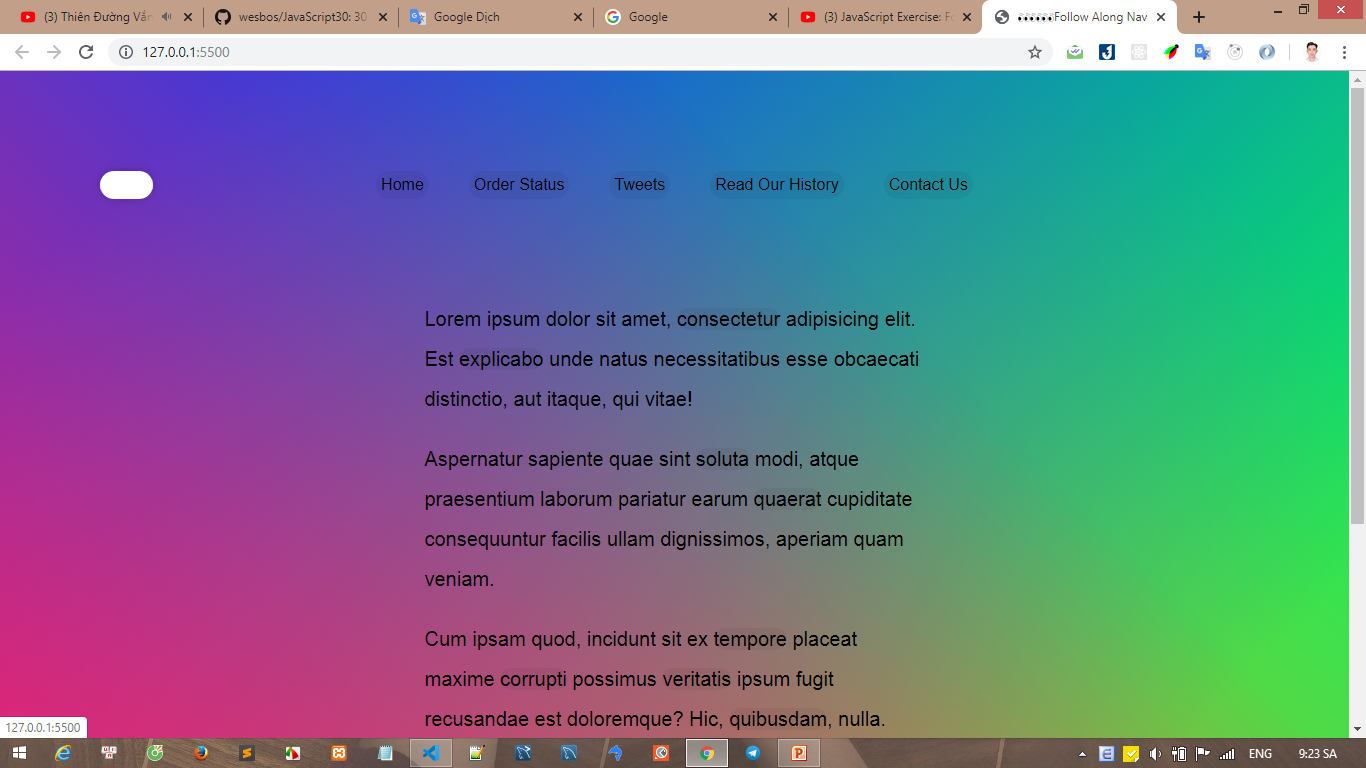 (3) Thiên Đường Vắn
wesbos/JavaScript30: 30
Google Dịch
Google
(3) JavaScript Exercise: Fo
Follow Along Nav
127.0.0.1:5500
Home
Order Status
Tweets
Read Our History
Contact Us
Lorem ipsum dolor sit amet, consectetur adipisicing elit.
Est explicabo unde natus necessitatibus esse obcaecati
distinctio, aut itaque, qui vitae!
Aspernatur sapiente quae sint soluta modi, atque
praesentium laborum pariatur earum quaerat cupiditate
consequuntur facilis ullam dignissimos, aperiam quam
veniam.
Cum ipsam quod, incidunt sit ex tempore placeat
maxime corrupti possimus veritatis ipsum fugit
recusandae est doloremque? Hic, quibusdam, nulla.
127.0.0.1:5500
ENG
9:23 SA